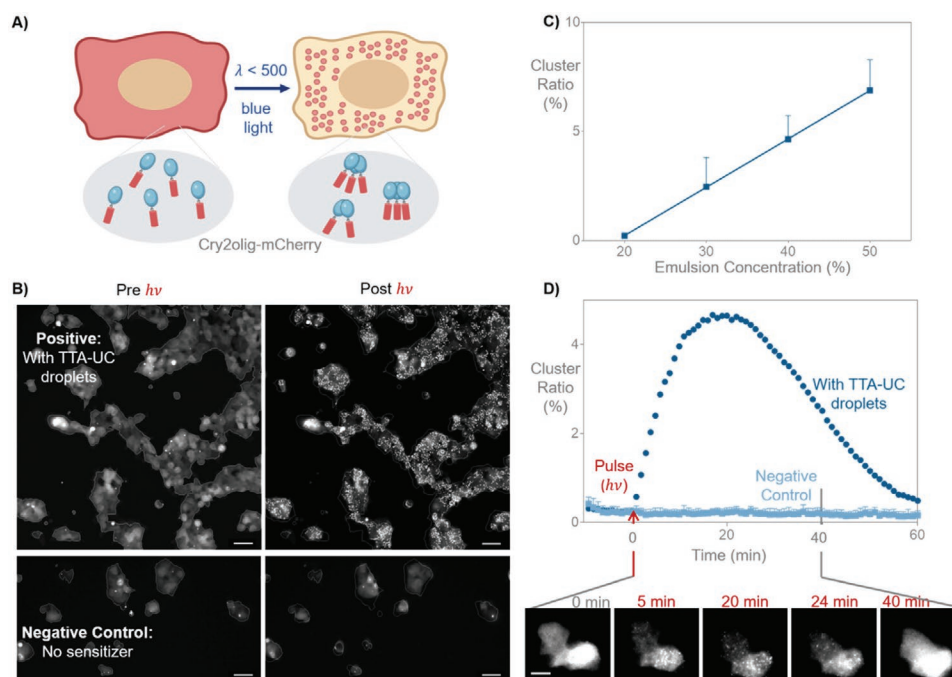 A)
λ < 500
blue
light
Cry2olig-mCherry
B)
Pre hν
Post hν
Positive:
With TTA-UC
droplets
Negative Control:
No sensitizer
C)
10
Cluster
Ratio
(%)
5
0
20
30
40
50
Emulsion Concentration (%)
D)
4
Cluster
Ratio
(%)
2
0
With TTA-UC
droplets
Pulse
(hν)
Negative
Control
0
20
40
60
Time (min)
0 min
5 min
20 min
24 min
40 min